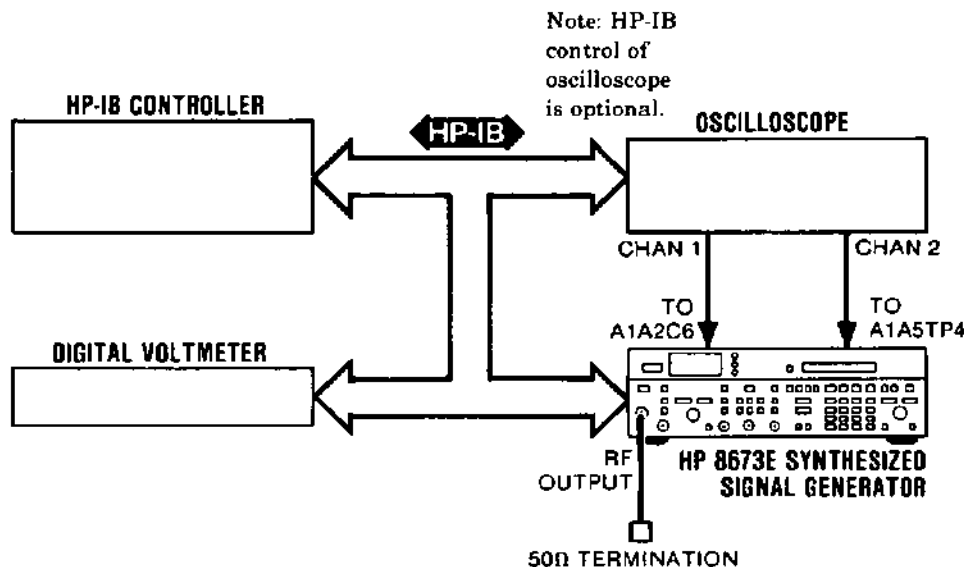 Note: HP-IB
control of
oscilloscope
is optional.
HP-IB CONTROLLER
HP-IB
OSCILLOSCOPE
CHAN 1
CHAN 2
TO
A1A2C6
TO
A1A5TP4
DIGITAL VOLTMETER
RF
OUTPUT
HP 8673E SYNTHESIZED
SIGNAL GENERATOR
50Ω TERMINATION